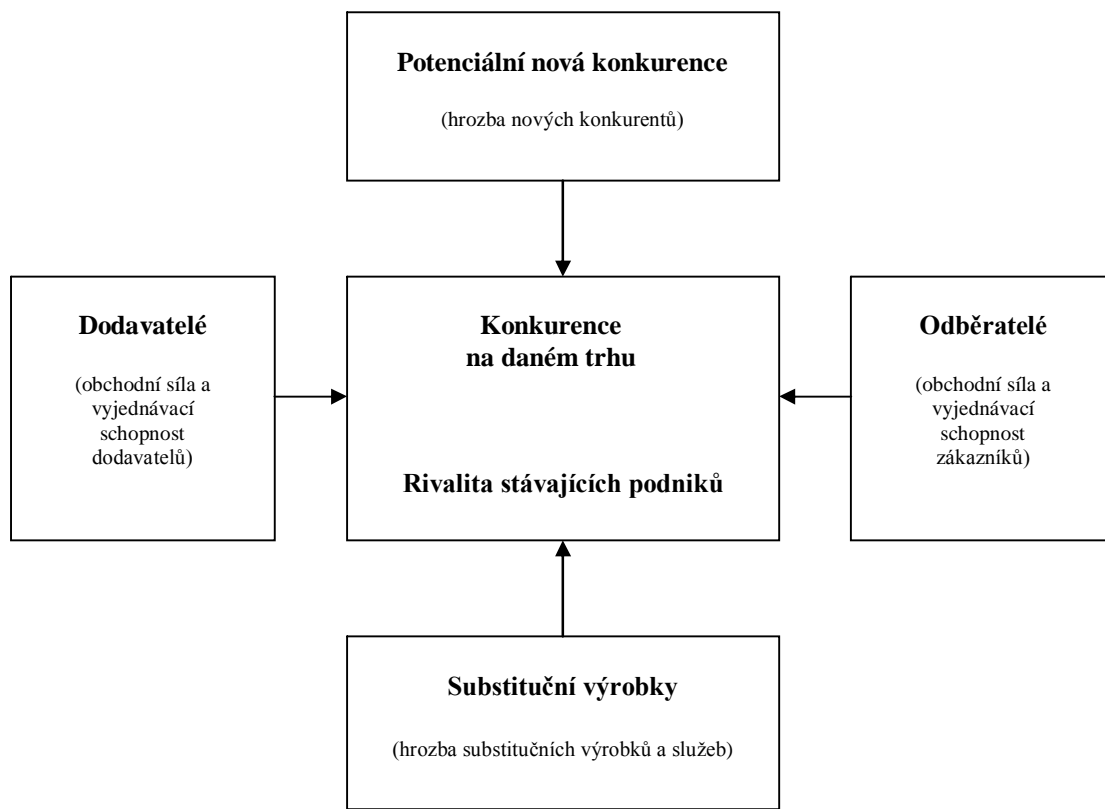 Potenciální nová konkurence
(hrozba nových konkurentů)
Dodavatelé
(obchodní síla a
vyjednávací
schopnost
dodavatelů)
Konkurence
na daném trhu
Rivalita stávajících podniků
Odběratelé
(obchodní síla a
vyjednávací
schopnost
zákazníků)
Substituční výrobky
(hrozba substitučních výrobků a služeb)